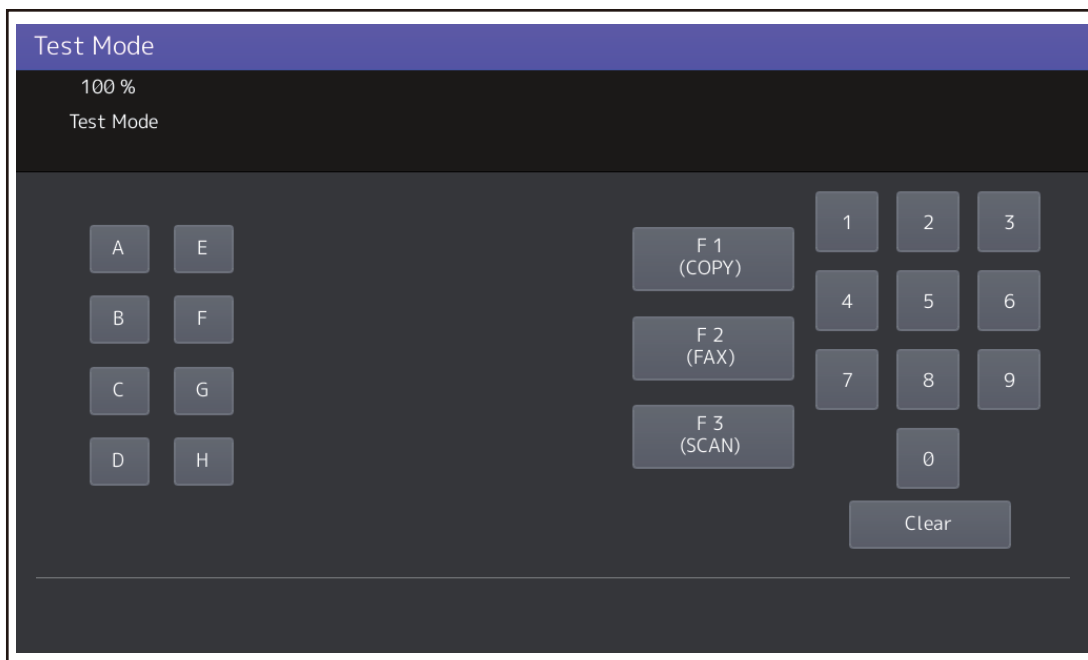 Test Mode
100 %
Test Mode
A E
B F
C G
D H
F 1
(COPY)
F 2
(FAX)
F 3
(SCAN)
1 2 3
4 5 6
7 8 9
0
Clear